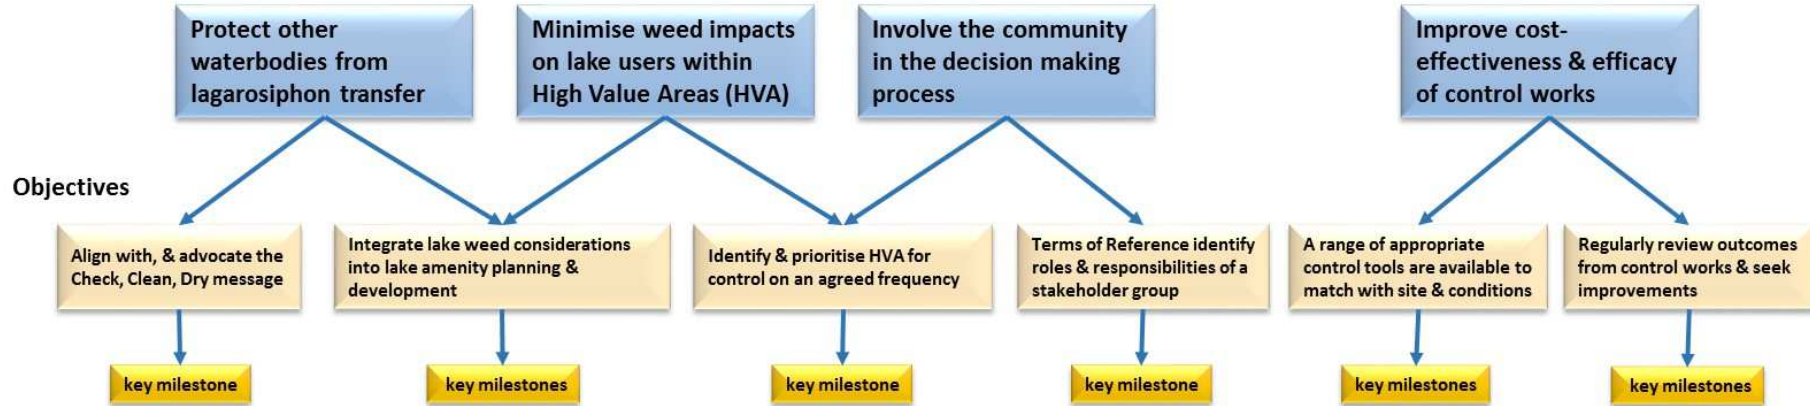 Protect other
waterbodies from
lagarosiphon transfer
Minimise weed impacts
on lake users within
High Value Areas (HVA)
Involve the community
in the decision making
process
Improve cost-
effectiveness & efficacy
of control works
Objectives
Align with, & advocate the
Check, Clean, Dry message
Integrate lake weed considerations
into lake amenity planning &
development
Identify & prioritise HVA for
control on an agreed frequency
Terms of Reference identify
roles & responsibilities of a
stakeholder group
A range of appropriate
control tools are available to
match with site & conditions
Regularly review outcomes
from control works & seek
improvements
key milestone
key milestones
key milestone
key milestone
key milestones
key milestones